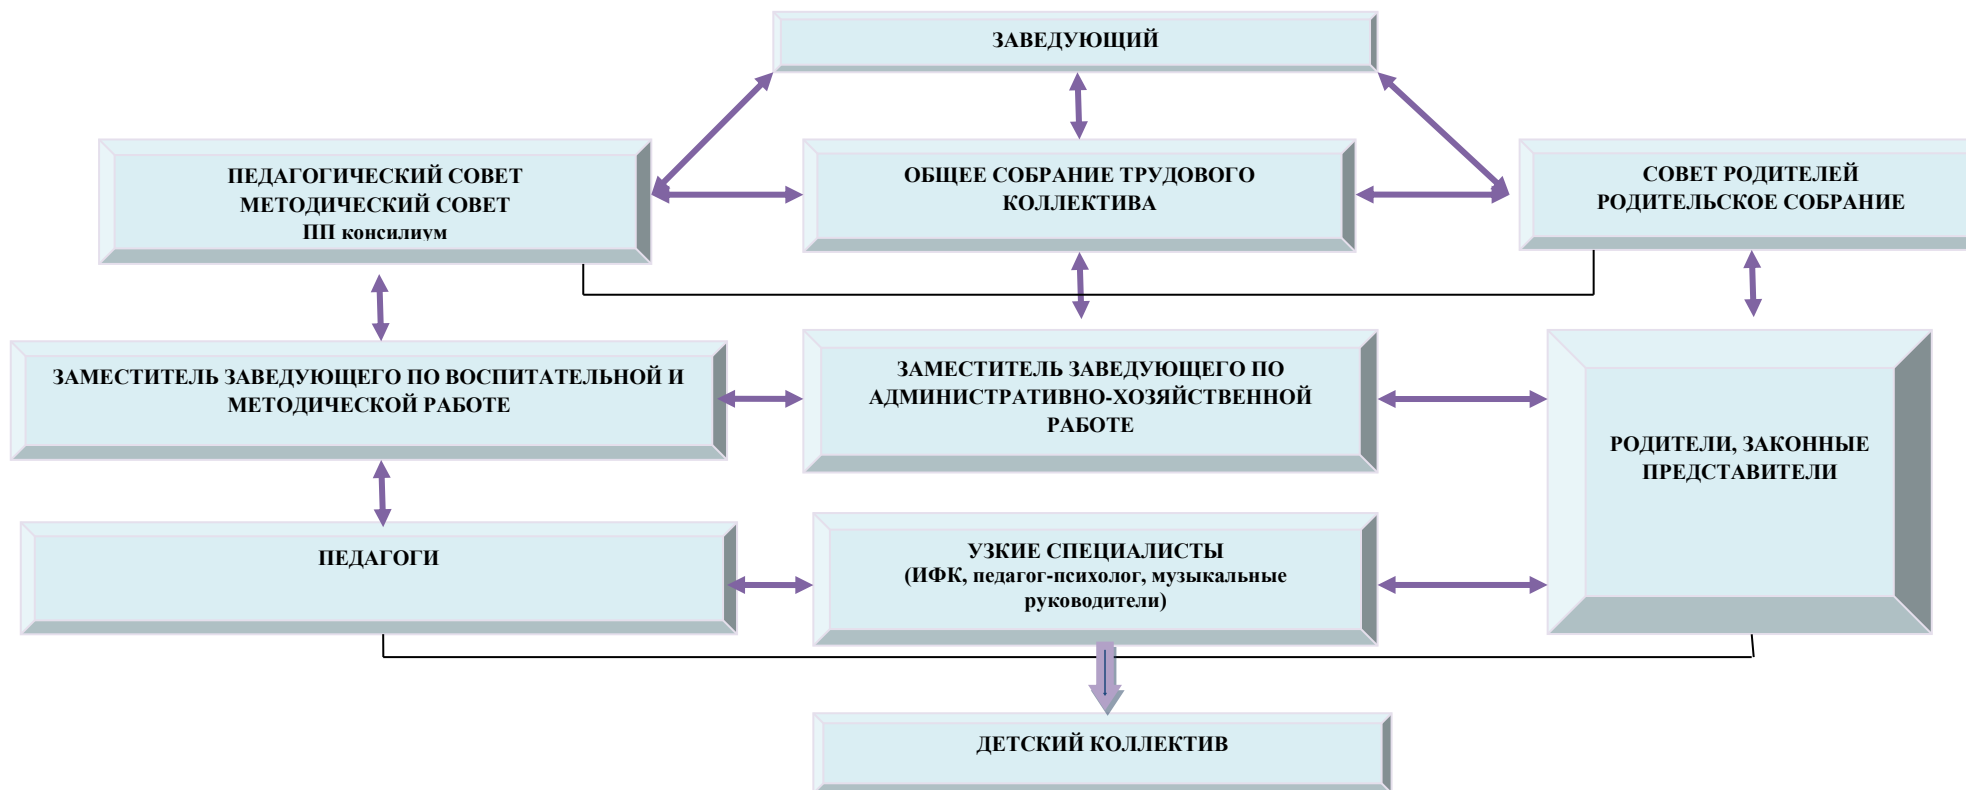 ЗАВЕДУЮЩИЙ
ПЕДАГОГИЧЕСКИЙ СОВЕТ
МЕТОДИЧЕСКИЙ СОВЕТ
ПП консилиум
ОБЩЕЕ СОБРАНИЕ ТРУДОВОГО
КОЛЛЕКТИВА
СОВЕТ РОДИТЕЛЕЙ
РОДИТЕЛЬСКОЕ СОБРАНИЕ
ЗАМЕСТИТЕЛЬ ЗАВЕДУЮЩЕГО ПО ВОСПИТАТЕЛЬНОЙ И
МЕТОДИЧЕСКОЙ РАБОТЕ
ЗАМЕСТИТЕЛЬ ЗАВЕДУЮЩЕГО ПО
АДМИНИСТРАТИВНО-ХОЗЯЙСТВЕННОЙ
РАБОТЕ
РОДИТЕЛИ, ЗАКОННЫЕ
ПРЕДСТАВИТЕЛИ
ПЕДАГОГИ
УЗКИЕ СПЕЦИАЛИСТЫ
(ИФК, педагог-психолог, музыкальные
руководители)
ДЕТСКИЙ КОЛЛЕКТИВ